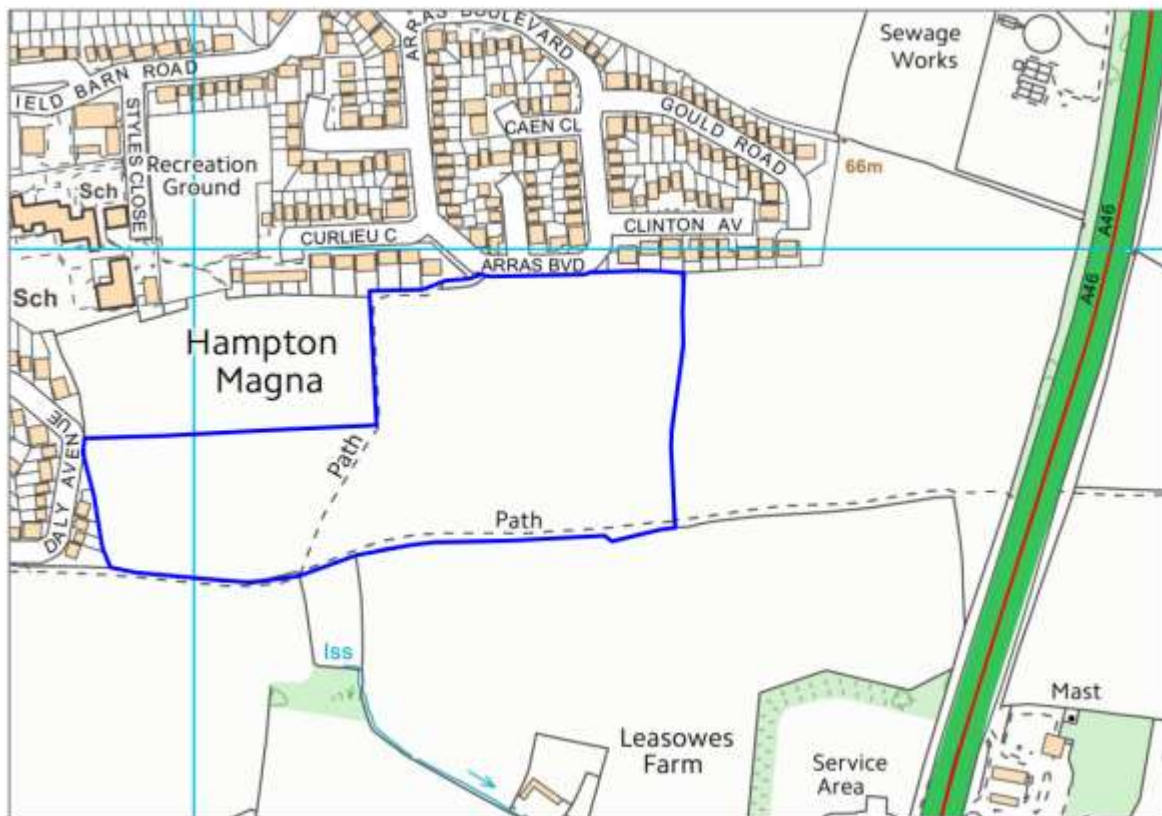 ARRAS BOULEVARD
Sewage
Works
IELD BARN ROAD
STYLES CLOSE
CAEN CL
GOULD ROAD
Recreation
Ground
Sch
66m
CURLIEU C
CLINTON AV
ARRAS BVD
A46
A46
Sch
Hampton
Magna
DALY AVENUE
Path
Path
Iss
Mast
Leasowes
Farm
Service
Area